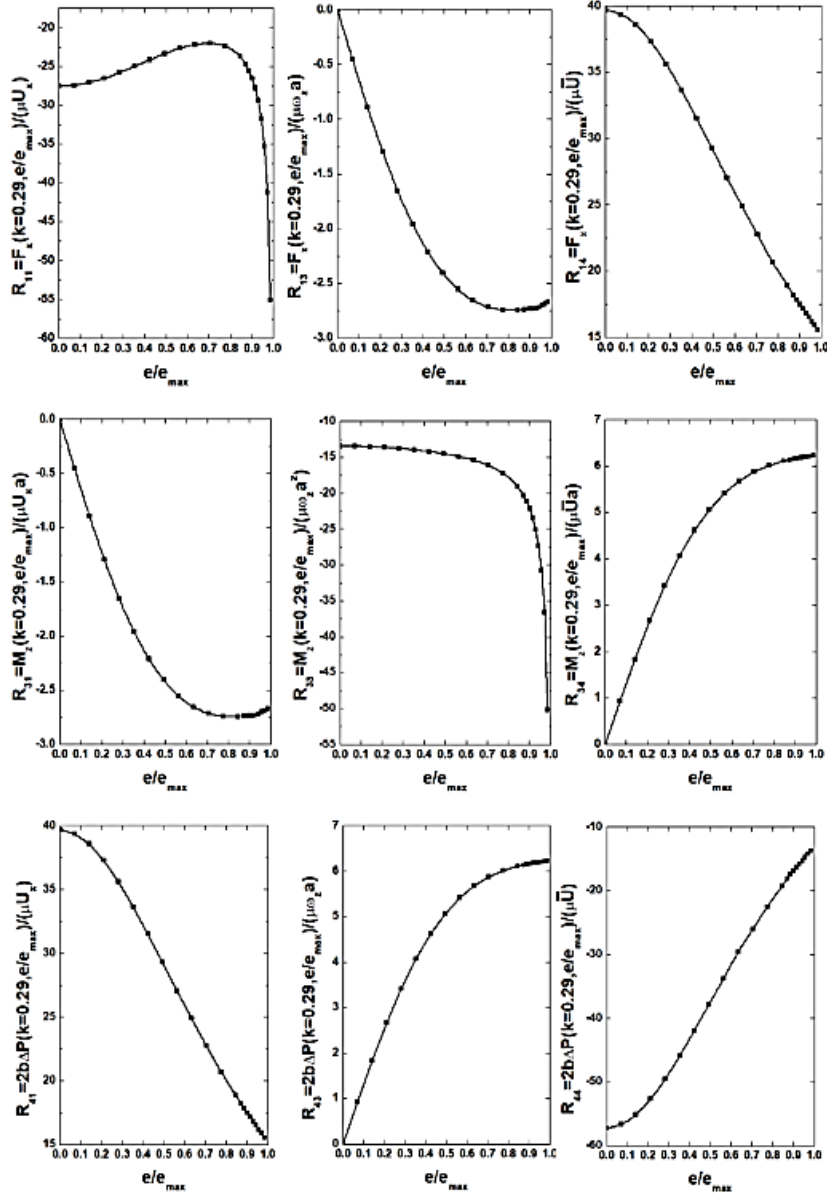 R11=Fx(k=0.29,e/emax)/(μUx)
-25
-30
-35
-40
-45
-50
-55
-60
0.0 0.1 0.2 0.3 0.4 0.5 0.6 0.7 0.8 0.9 1.0
e/emax
R13=Fx(k=0.29,e/emax)/(μωza)
0.0
-0.5
-1.0
-1.5
-2.0
-2.5
-3.0
0.0 0.1 0.2 0.3 0.4 0.5 0.6 0.7 0.8 0.9 1.0
e/emax
R14=Fx(k=0.29,e/emax)/(μŪ)
40
35
30
25
20
15
0.0 0.1 0.2 0.3 0.4 0.5 0.6 0.7 0.8 0.9 1.0
e/emax
R31=Mz(k=0.29,e/emax)/(μUxa)
0.0
-0.5
-1.0
-1.5
-2.0
-2.5
-3.0
0.0 0.1 0.2 0.3 0.4 0.5 0.6 0.7 0.8 0.9 1.0
e/emax
R33=Mz(k=0.29,e/emax)/(μωza²)
-10
-15
-20
-25
-30
-35
-40
-45
-50
-55
0.0 0.1 0.2 0.3 0.4 0.5 0.6 0.7 0.8 0.9 1.0
e/emax
R34=Mz(k=0.29,e/emax)/(μŪa)
7
6
5
4
3
2
1
0
0.0 0.1 0.2 0.3 0.4 0.5 0.6 0.7 0.8 0.9 1.0
e/emax
R41=2bΔP(k=0.29,e/emax)/(μUx)
40
35
30
25
20
15
0.0 0.1 0.2 0.3 0.4 0.5 0.6 0.7 0.8 0.9 1.0
e/emax
R43=2bΔP(k=0.29,e/emax)/(μωza)
7
6
5
4
3
2
1
0
0.0 0.1 0.2 0.3 0.4 0.5 0.6 0.7 0.8 0.9 1.0
e/emax
R44=2bΔP(k=0.29,e/emax)/(μŪ)
-10
-20
-30
-40
-50
-60
0.0 0.1 0.2 0.3 0.4 0.5 0.6 0.7 0.8 0.9 1.0
e/emax